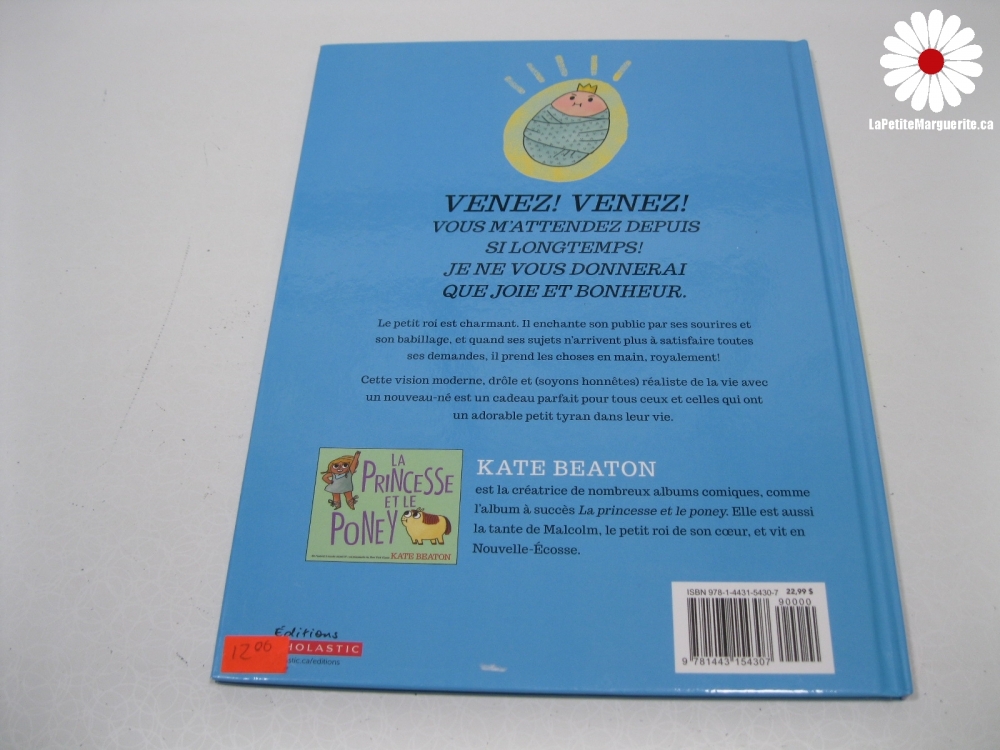 LaPetiteMarguerite.ca
VENEZ! VENEZ!
VOUS M'ATTENDEZ DEPUIS
SI LONGTEMPS!
JE NE VOUS DONNERAI
QUE JOIE ET BONHEUR.
Le petit roi est charmant. Il enchante son public par ses sourires et
son babillage, et quand ses sujets n'arrivent plus à satisfaire toutes
ses demandes, il prend les choses en main, royalement!
Cette vision moderne, drôle et (soyons honnêtes) réaliste de la vie avec
un nouveau-né est un cadeau parfait pour tous ceux et celles qui ont
un adorable petit tyran dans leur vie.
LA
PRINCESSE
ET LE
PONEY
KATE BEATON
KATE BEATON
est la créatrice de nombreux albums comiques, comme
l'album à succès La princesse et le poney. Elle est aussi
la tante de Malcolm, le petit roi de son cœur, et vit en
Nouvelle-Écosse.
ISBN 978-1-4431-5430-7 22,99 $
90000
9 781443 154307
Éditions
HOLASTIC
.ca/editions
12 00